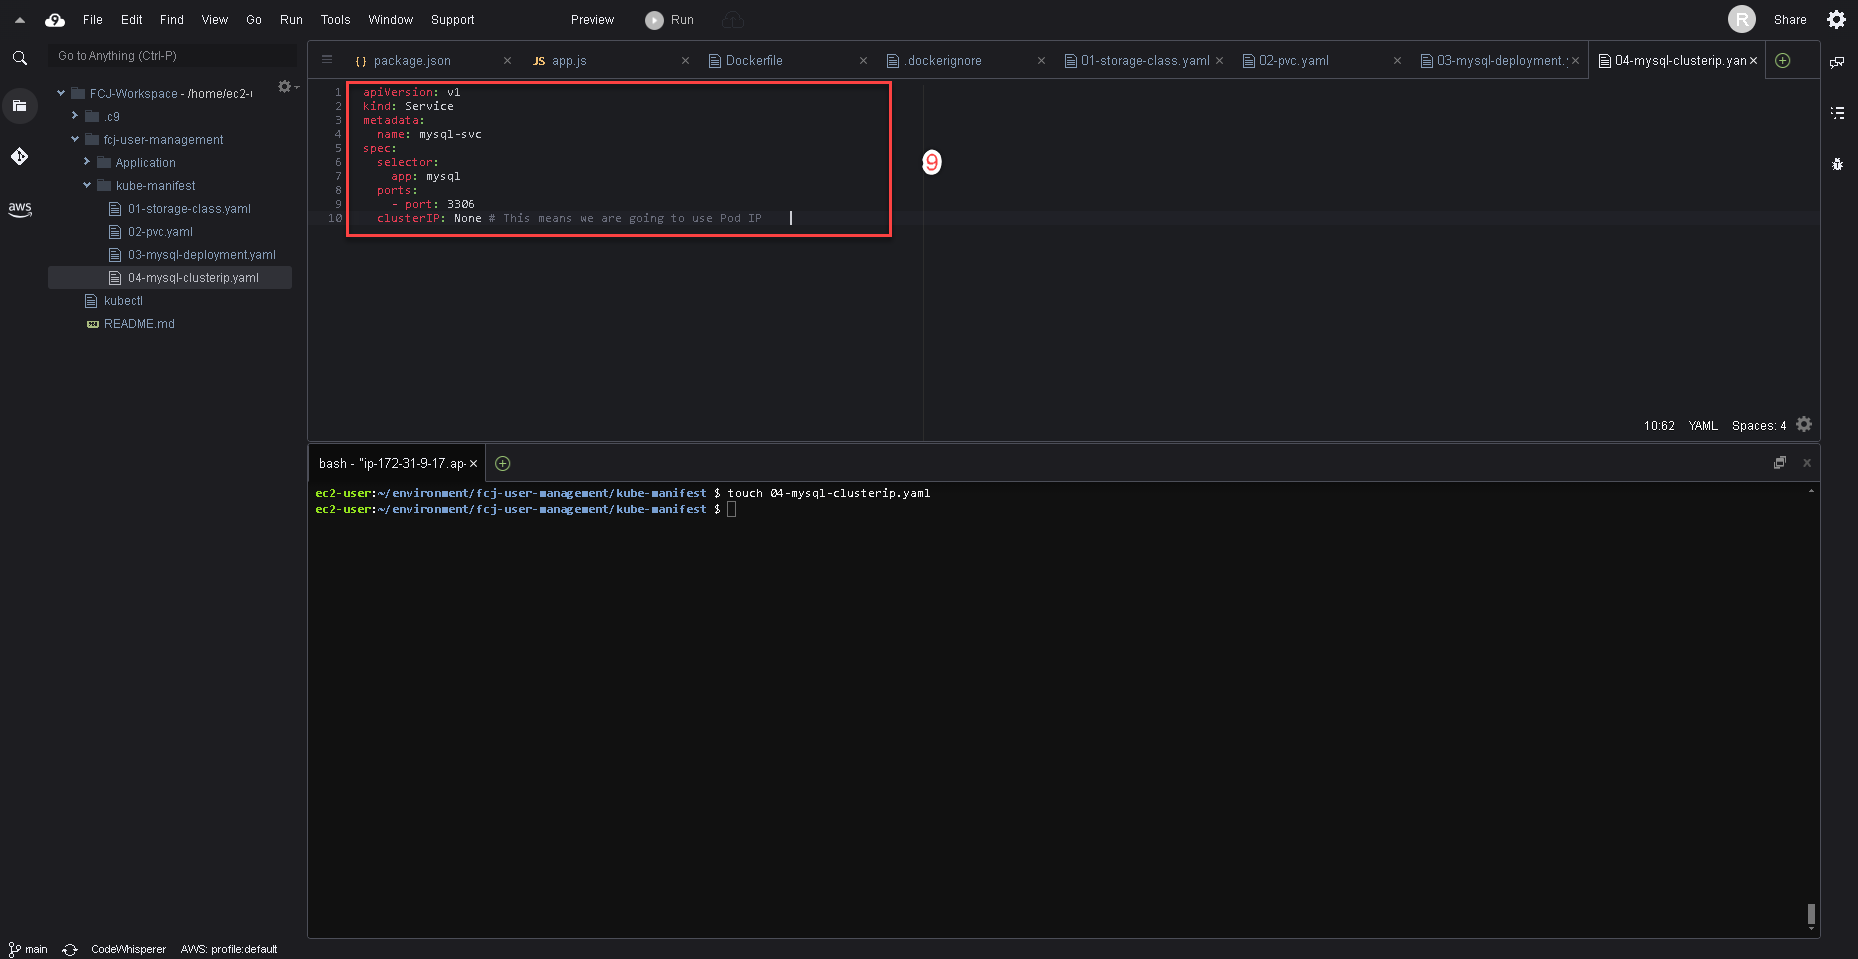 9 File Edit Find View Go Run Tools Window Support Preview Run R Share
Go to Anything (Ctrl-P)
{} package.json JS app.js Dockerfile .dockerignore 01-storage-class.yaml 02-pvc.yaml 03-mysql-deployment. 04-mysql-clusterip.yan
FCJ-Workspace - /home/ec2-
.c9
fcj-user-management
Application
kube-manifest
01-storage-class.yaml
02-pvc.yaml
03-mysql-deployment.yaml
04-mysql-clusterip.yaml
kubectl
README.md
aws
1 apiVersion: v1
2 kind: Service
3 metadata:
4 name: mysql-svc
5 spec:
6 selector:
7 app: mysql
8 ports:
9 - port: 3306
10 clusterIP: None # This means we are going to use Pod IP
9
10:62 YAML Spaces: 4
bash - "ip-172-31-9-17.ap-
ec2-user:~/environment/fcj-user-management/kube-manifest $ touch 04-mysql-clusterip.yaml
ec2-user:~/environment/fcj-user-management/kube-manifest $
main CodeWhisperer AWS: profile:default